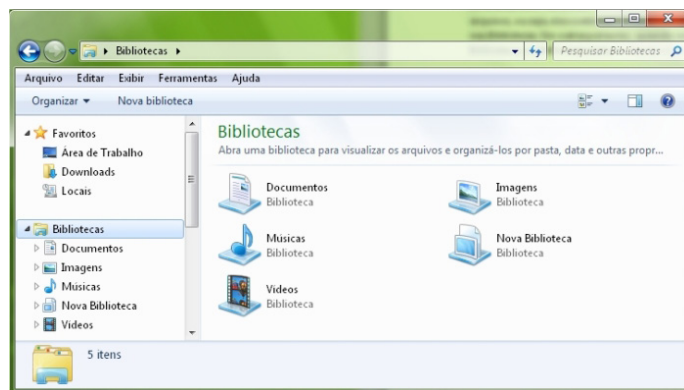 Bibliotecas
Pesquisar Bibliotecas
Arquivo Editar Exibir Ferramentas Ajuda
Organizar Nova biblioteca
Favoritos
Área de Trabalho
Downloads
Locais
Bibliotecas
Documentos
Imagens
Músicas
Nova Biblioteca
Videos
Bibliotecas
Abra uma biblioteca para visualizar os arquivos e organizá-los por pasta, data e outras propr...
Documentos
Biblioteca
Imagens
Biblioteca
Músicas
Biblioteca
Nova Biblioteca
Biblioteca
Videos
Biblioteca
5 itens